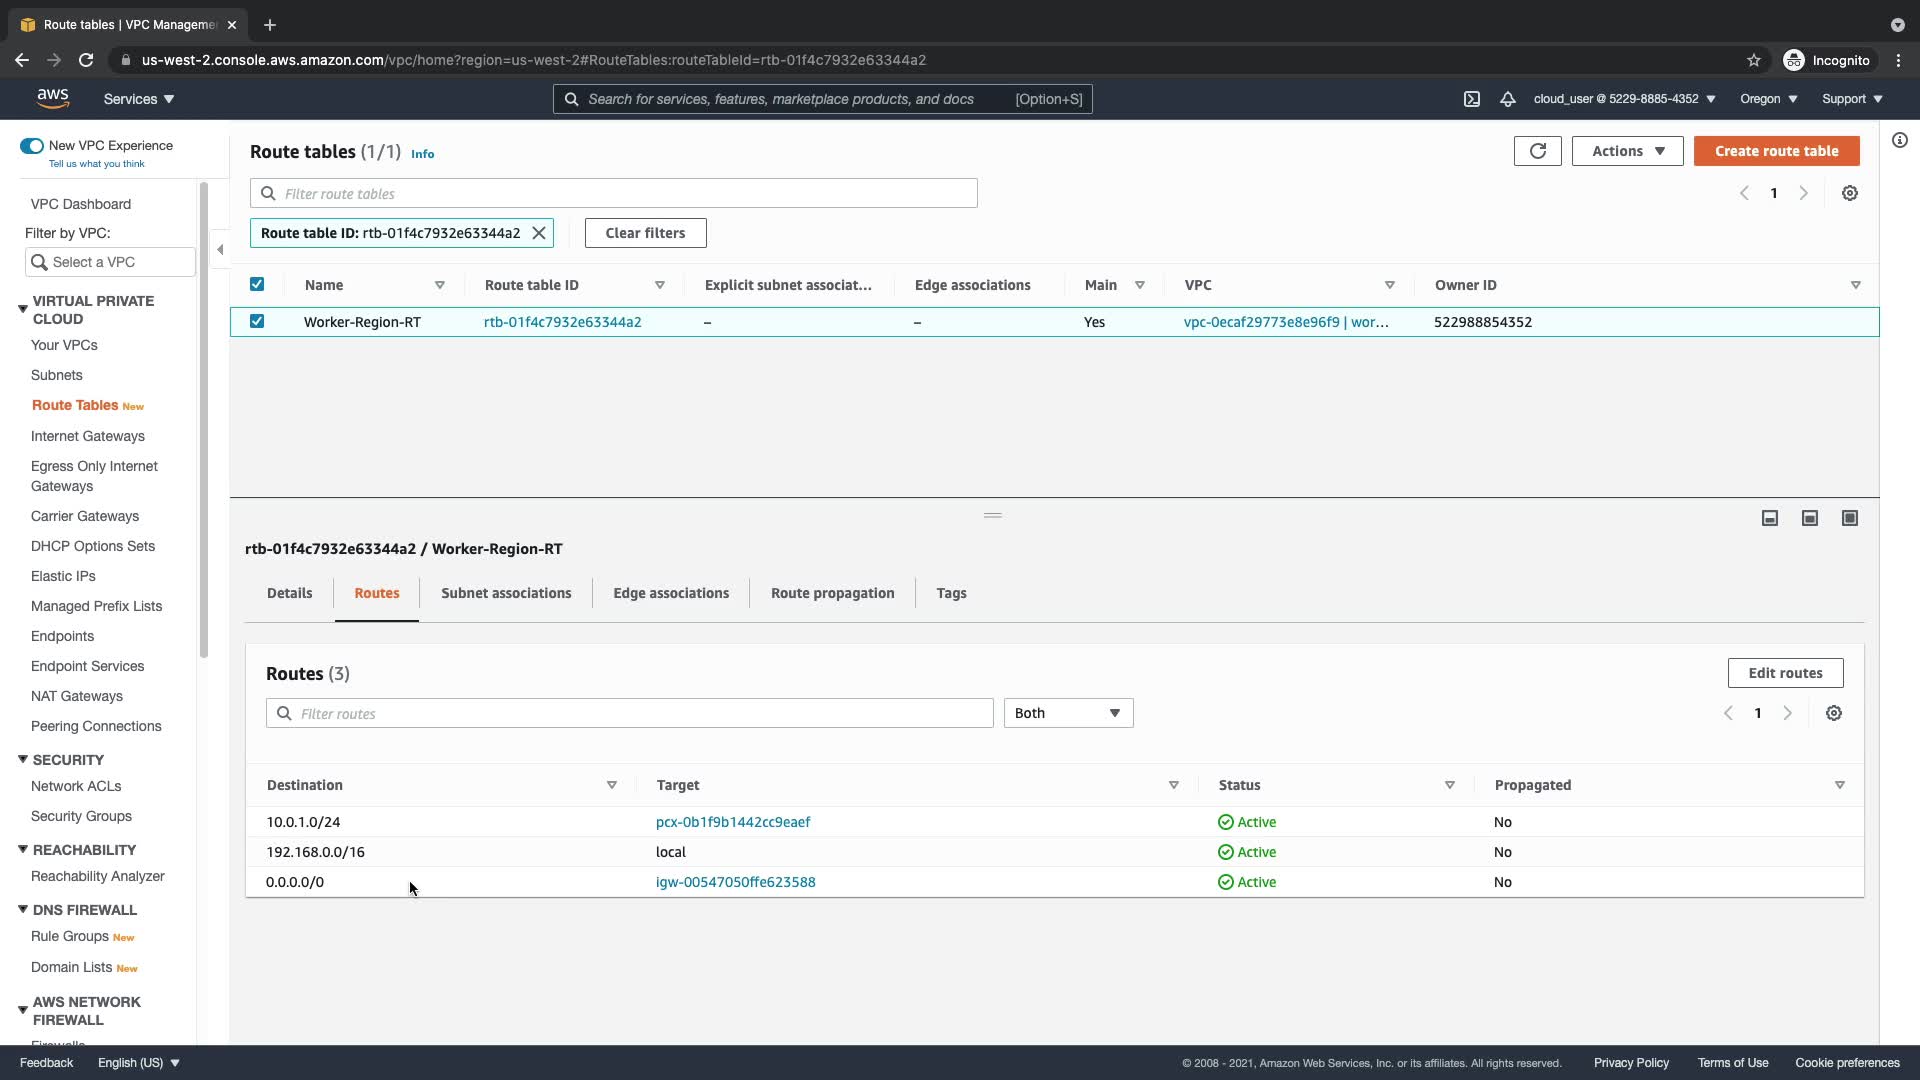 Route tables | VPC Manageme
us-west-2.console.aws.amazon.com/vpc/home?region=us-west-2#RouteTables:routeTableId=rtb-01f4c7932e63344a2
Incognito
aws
Services
Search for services, features, marketplace products, and docs
[Option+S]
cloud_user @ 5229-8885-4352
Oregon
Support
New VPC Experience
Tell us what you think
VPC Dashboard
Filter by VPC:
Select a VPC
VIRTUAL PRIVATE
CLOUD
Your VPCs
Subnets
Route Tables New
Internet Gateways
Egress Only Internet
Gateways
Carrier Gateways
DHCP Options Sets
Elastic IPs
Managed Prefix Lists
Endpoints
Endpoint Services
NAT Gateways
Peering Connections
SECURITY
Network ACLs
Security Groups
REACHABILITY
Reachability Analyzer
DNS FIREWALL
Rule Groups New
Domain Lists New
AWS NETWORK
FIREWALL
Firewalls
Route tables (1/1) Info
Actions
Create route table
Filter route tables
1
Route table ID: rtb-01f4c7932e63344a2
Clear filters
Name Route table ID Explicit subnet associat... Edge associations Main VPC Owner ID
Worker-Region-RT rtb-01f4c7932e63344a2 – – Yes vpc-0ecaf29773e8e96f9 | wor... 522988854352
rtb-01f4c7932e63344a2 / Worker-Region-RT
Details Routes Subnet associations Edge associations Route propagation Tags
Routes (3)
Edit routes
Filter routes
Both
1
Destination Target Status Propagated
10.0.1.0/24 pcx-0b1f9b1442cc9eaef Active No
192.168.0.0/16 local Active No
0.0.0.0/0 igw-00547050ffe623588 Active No
Feedback
English (US)
© 2008 - 2021, Amazon Web Services, Inc. or its affiliates. All rights reserved.
Privacy Policy
Terms of Use
Cookie preferences